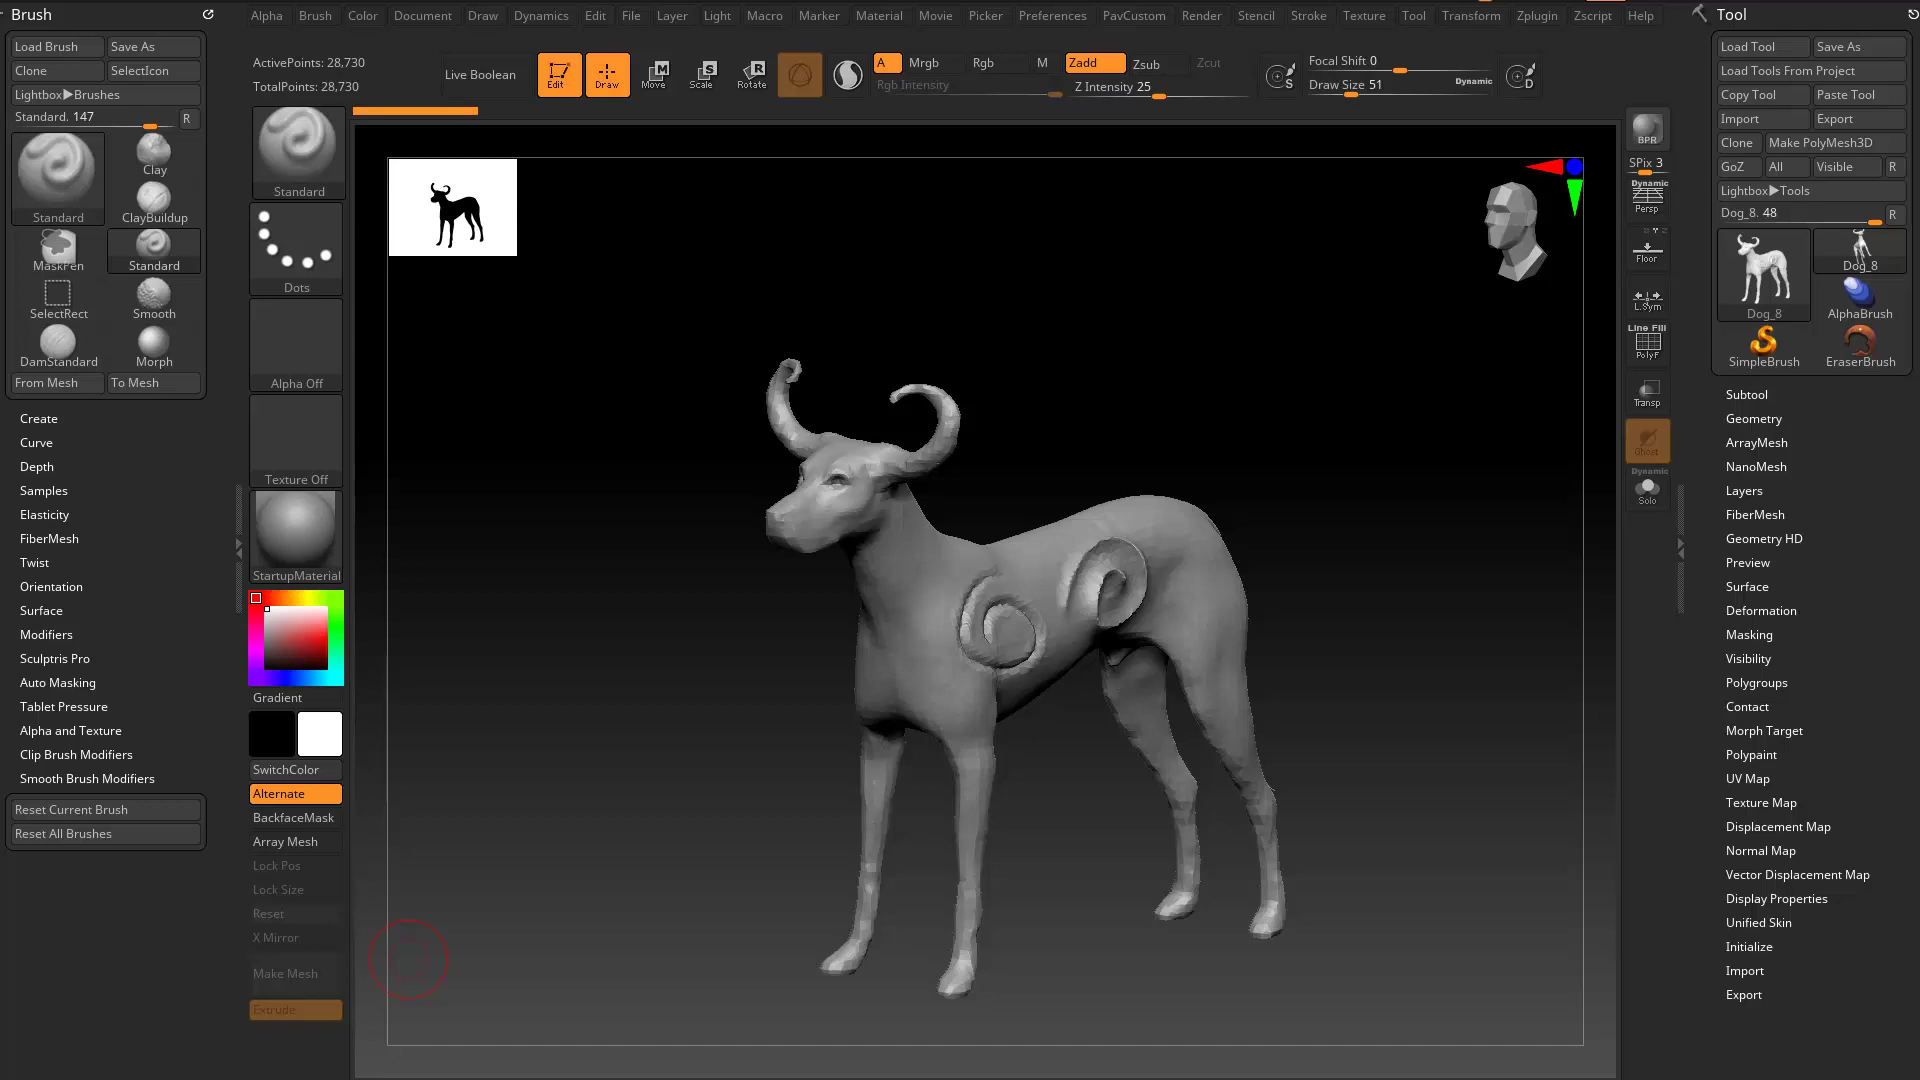 Brush
Load Brush Save As
Clone SelectIcon
Lightbox▶Brushes
Standard. 147 R
Standard
Clay
ClayBuildup
MaskPen Standard
SelectRect Smooth
DamStandard Morph
From Mesh To Mesh
Create
Curve
Depth
Samples
Elasticity
FiberMesh
Twist
Orientation
Surface
Modifiers
Sculptris Pro
Auto Masking
Tablet Pressure
Alpha and Texture
Clip Brush Modifiers
Smooth Brush Modifiers
Reset Current Brush
Reset All Brushes
Alpha Brush Color Document Draw Dynamics Edit File Layer Light Macro Marker Material Movie Picker Preferences PavCustom Render Stencil Stroke Texture Tool Transform Zplugin Zscript Help
ActivePoints: 28,730
TotalPoints: 28,730
Live Boolean
Edit Draw Move Scale Rotate
A Mrgb Rgb M Zadd Zsub Zcut
Rgb Intensity Z Intensity 25
Focal Shift 0
Draw Size 51 Dynamic
S
D
Standard
Dots
Alpha Off
Texture Off
StartupMaterial
Gradient
SwitchColor
Alternate
BackfaceMask
Array Mesh
Lock Pos
Lock Size
Reset
X Mirror
Make Mesh
Extrude
BPR
SPix 3
Dynamic
Persp
Floor
L.Sym
Line Fill
PolyF
Transp
Ghost
Dynamic
Solo
Tool
Load Tool Save As
Load Tools From Project
Copy Tool Paste Tool
Import Export
Clone Make PolyMesh3D
GoZ All Visible R
Lightbox▶Tools
Dog_8. 48 R
Dog_8
Dog_8 AlphaBrush
SimpleBrush EraserBrush
Subtool
Geometry
ArrayMesh
NanoMesh
Layers
FiberMesh
Geometry HD
Preview
Surface
Deformation
Masking
Visibility
Polygroups
Contact
Morph Target
Polypaint
UV Map
Texture Map
Displacement Map
Normal Map
Vector Displacement Map
Display Properties
Unified Skin
Initialize
Import
Export